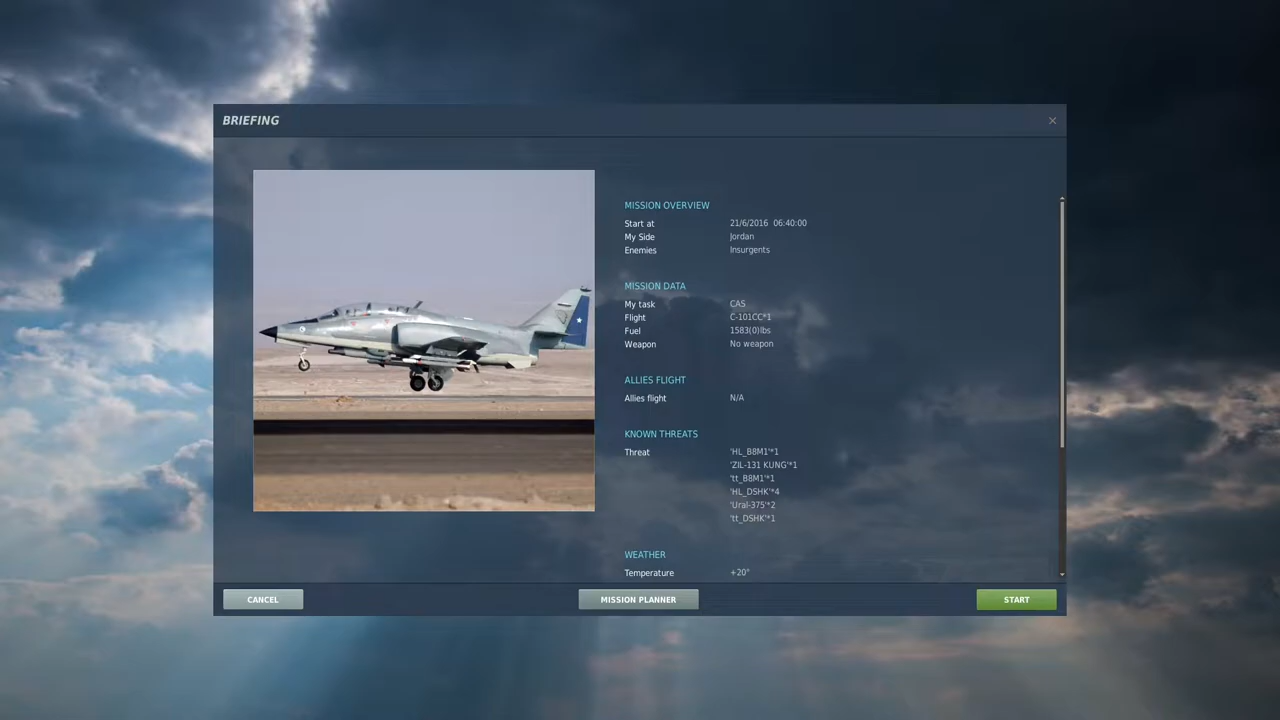 BRIEFING
MISSION OVERVIEW
Start at 21/6/2016 06:40:00
My Side Jordan
Enemies Insurgents
MISSION DATA
My task CAS
Flight C-101CC*1
Fuel 1583(0)lbs
Weapon No weapon
ALLIES FLIGHT
Allies flight N/A
KNOWN THREATS
Threat 'HL_B8M1'*1
'ZIL-131 KUNG'*1
'tt_B8M1'*1
'HL_DSHK'*4
'Ural-375'*2
'tt_DSHK'*1
WEATHER
Temperature +20°
CANCEL MISSION PLANNER START